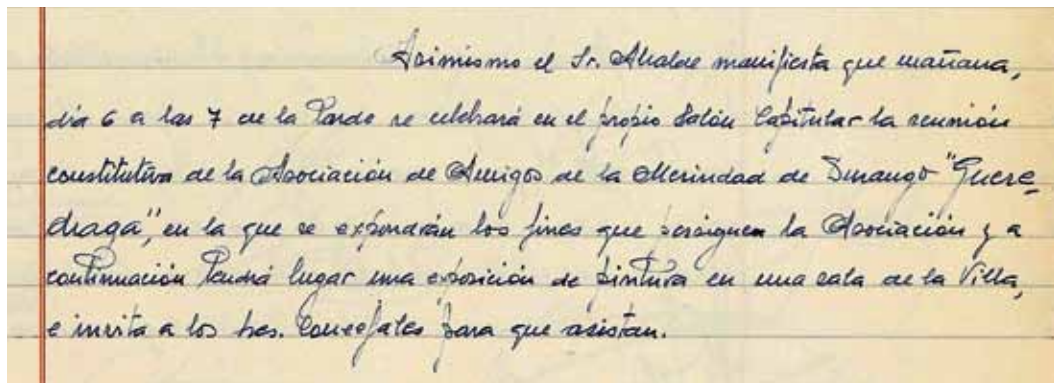 Asimismo el Sr. Alcalde manifiesta que mañana,
día 6 a las 7 de la Tarde se celebrará en el propio Salón Capitular la reunión
constitutiva de la Asociación de Amigos de la Merindad de Durango "Guere-
diaga", en la que se expondrán los fines que persiguen la Asociación y a
continuación tendrá lugar una exposición de pintura en una sala de la Villa,
e invita a los Sres. Concejales para que asistan.